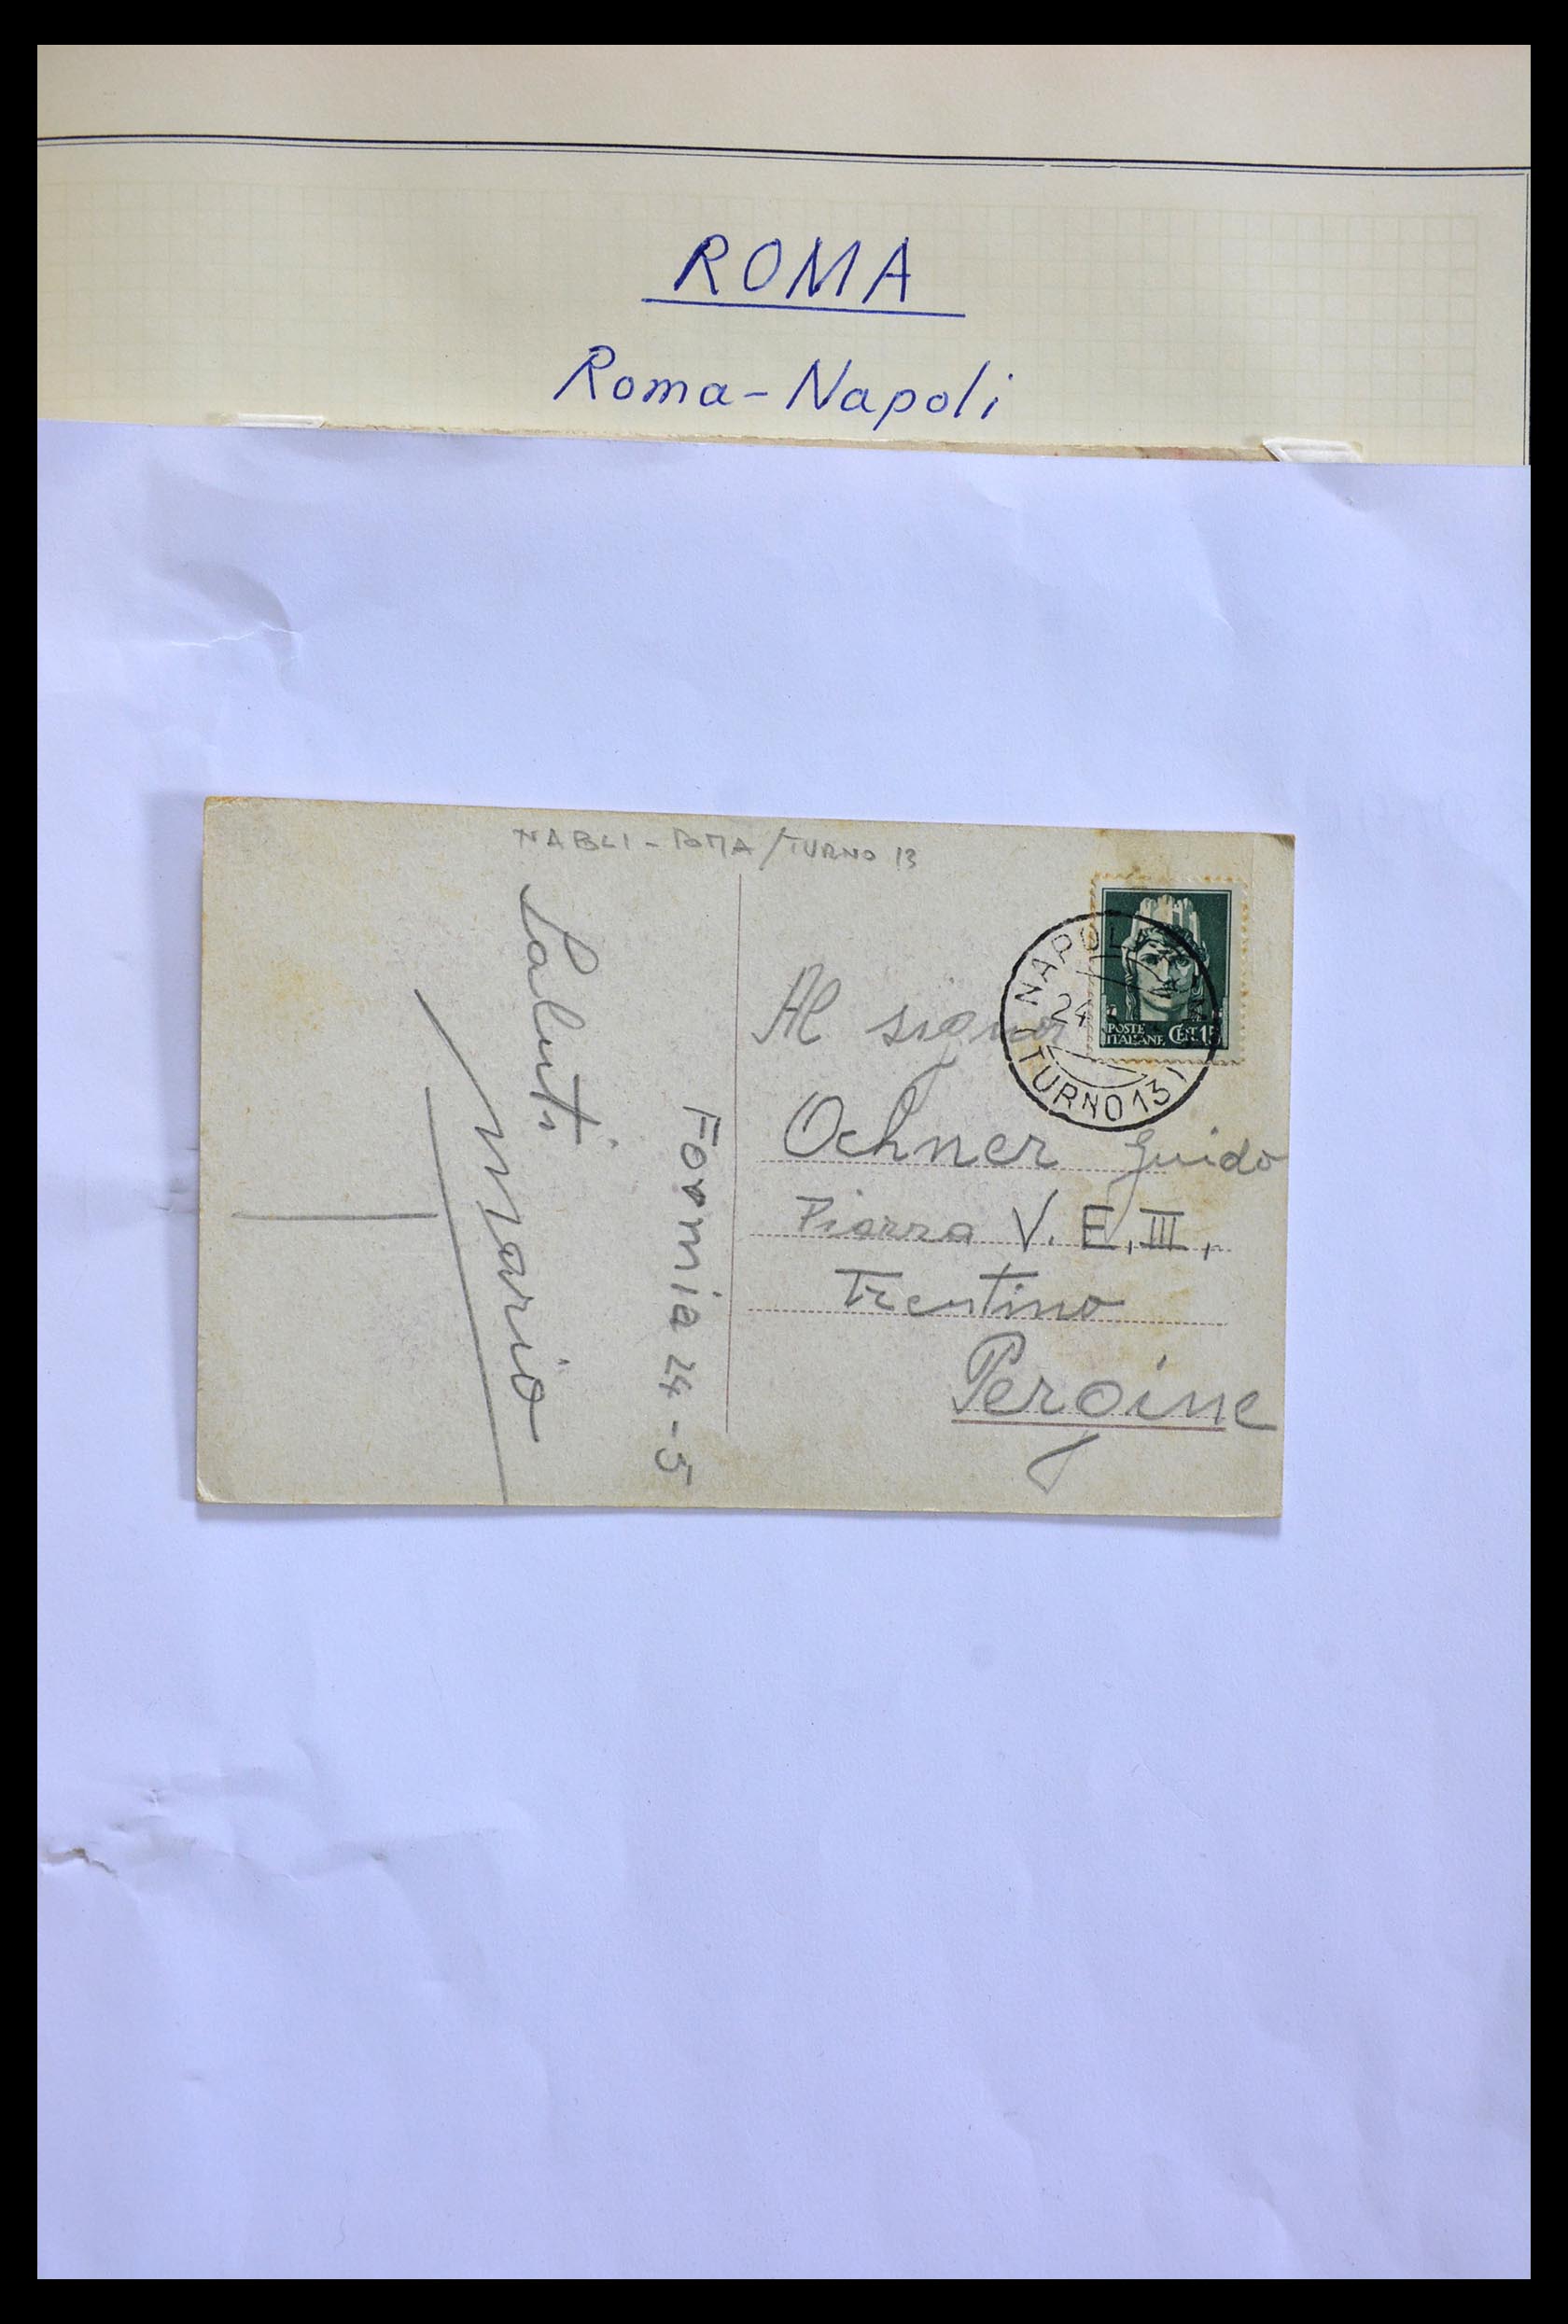 ROMA
Roma-Napoli
NAPOLI - ROMA / TURNO 13
Saluti
Mario
Formia 24-5
POSTE
ITALIANE CENT.15
NAPOLI
24
(TURNO 13)
Al signor
Ochner Guido
Piazza V. E. III,
Trentino
Pergine